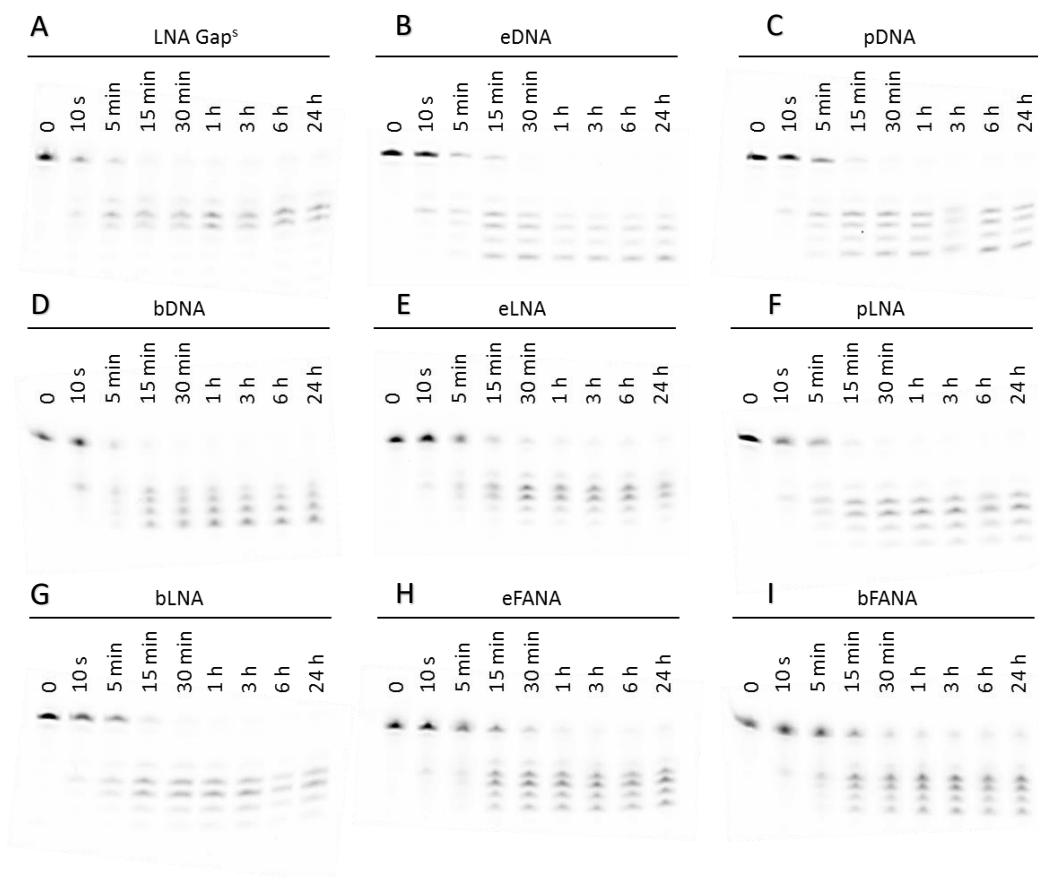 A LNA Gapˢ
0 10 s 5 min 15 min 30 min 1 h 3 h 6 h 24 h
B eDNA
0 10 s 5 min 15 min 30 min 1 h 3 h 6 h 24 h
C pDNA
0 10 s 5 min 15 min 30 min 1 h 3 h 6 h 24 h
D bDNA
0 10 s 5 min 15 min 30 min 1 h 3 h 6 h 24 h
E eLNA
0 10 s 5 min 15 min 30 min 1 h 3 h 6 h 24 h
F pLNA
0 10 s 5 min 15 min 30 min 1 h 3 h 6 h 24 h
G bLNA
0 10 s 5 min 15 min 30 min 1 h 3 h 6 h 24 h
H eFANA
0 10 s 5 min 15 min 30 min 1 h 3 h 6 h 24 h
I bFANA
0 10 s 5 min 15 min 30 min 1 h 3 h 6 h 24 h